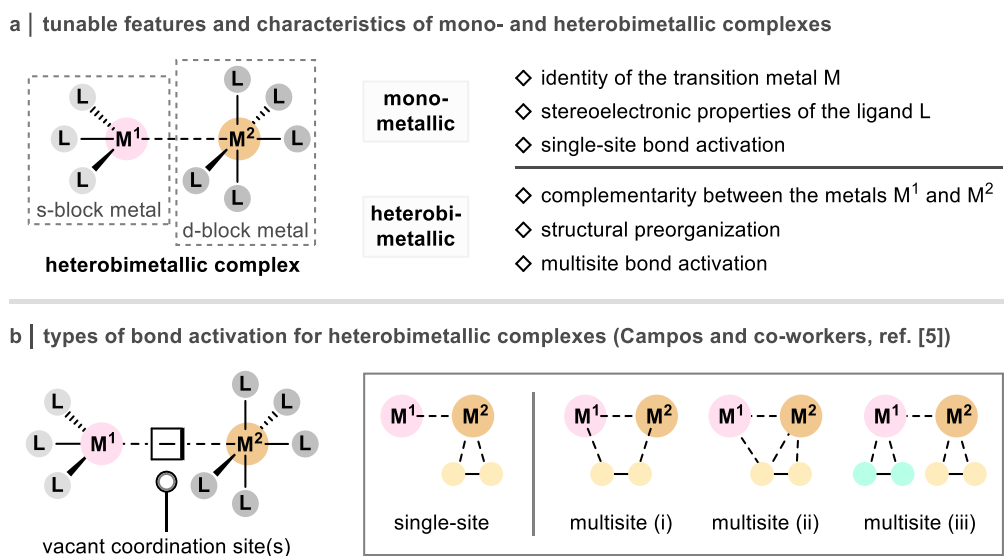 a | tunable features and characteristics of mono- and heterobimetallic complexes
L
L
L
L
M¹
M²
L
L
L
L
s-block metal
d-block metal
heterobimetallic complex
mono-
metallic
◇ identity of the transition metal M
◇ stereoelectronic properties of the ligand L
◇ single-site bond activation
heterobi-
metallic
◇ complementarity between the metals M¹ and M²
◇ structural preorganization
◇ multisite bond activation
b | types of bond activation for heterobimetallic complexes (Campos and co-workers, ref. [5])
L
L
L
L
M¹
M²
L
L
L
L
vacant coordination site(s)
M¹ M²
single-site
M¹ M²
multisite (i)
M¹ M²
multisite (ii)
M¹ M²
multisite (iii)